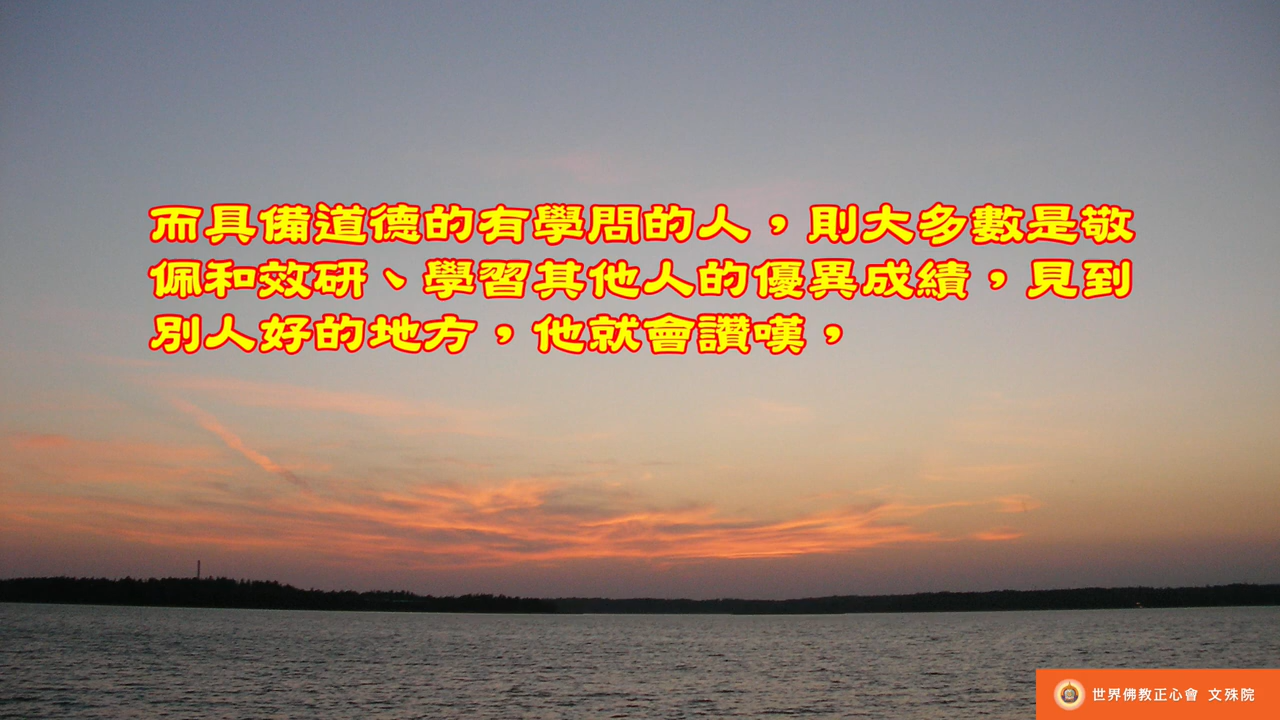 而具備道德的有學問的人，則大多數是敬
佩和效研、學習其他人的優異成績，見到
別人好的地方，他就會讚嘆，
世界佛教正心會 文殊院